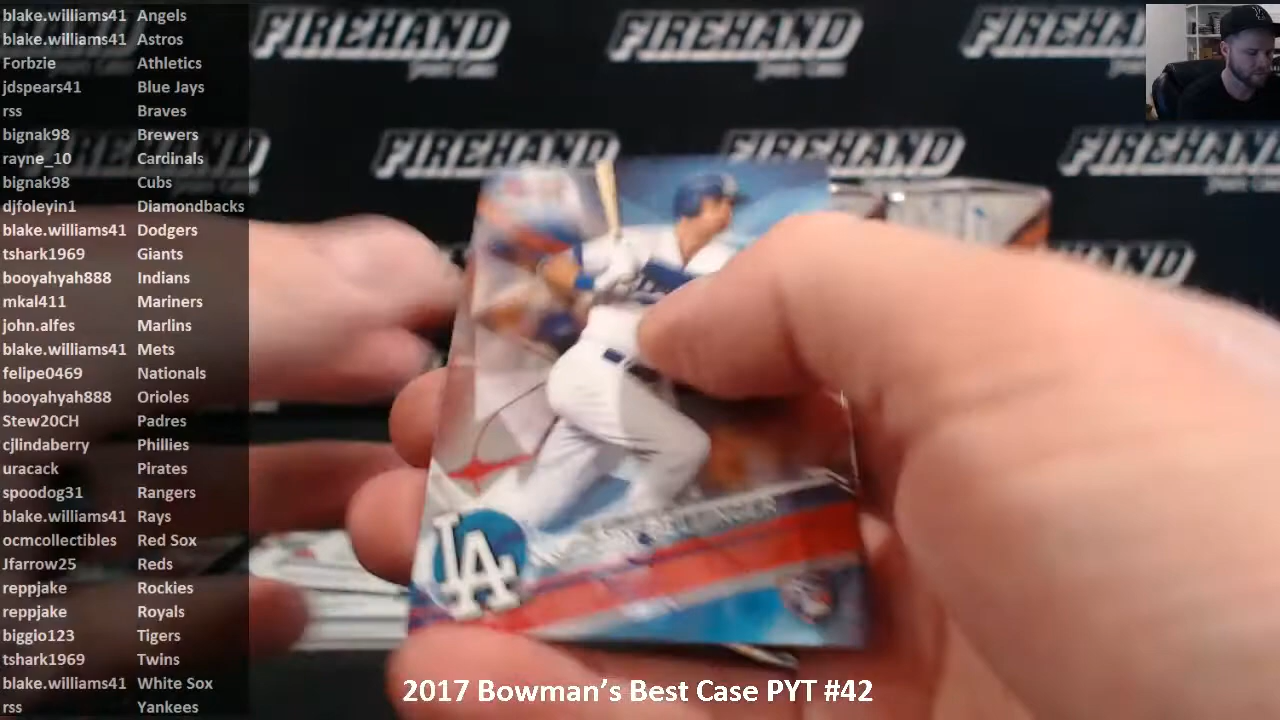 blake.williams41 Angels
blake.williams41 Astros
Forbzie Athletics
jdspears41 Blue Jays
rss Braves
bignak98 Brewers
rayne_10 Cardinals
bignak98 Cubs
djfoleyin1 Diamondbacks
blake.williams41 Dodgers
tshark1969 Giants
booyahyah888 Indians
mkal411 Mariners
john.alfes Marlins
blake.williams41 Mets
felipe0469 Nationals
booyahyah888 Orioles
Stew20CH Padres
cjlindaberry Phillies
uracack Pirates
spoodog31 Rangers
blake.williams41 Rays
ocmcollectibles Red Sox
Jfarrow25 Reds
reppjake Rockies
reppjake Royals
biggio123 Tigers
tshark1969 Twins
blake.williams41 White Sox
rss Yankees
FIREHAND
FIREHAND
FIREHAND
FIREHAND
FIREHAND
FIREHAND
LA
2017 Bowman's Best Case PYT #42